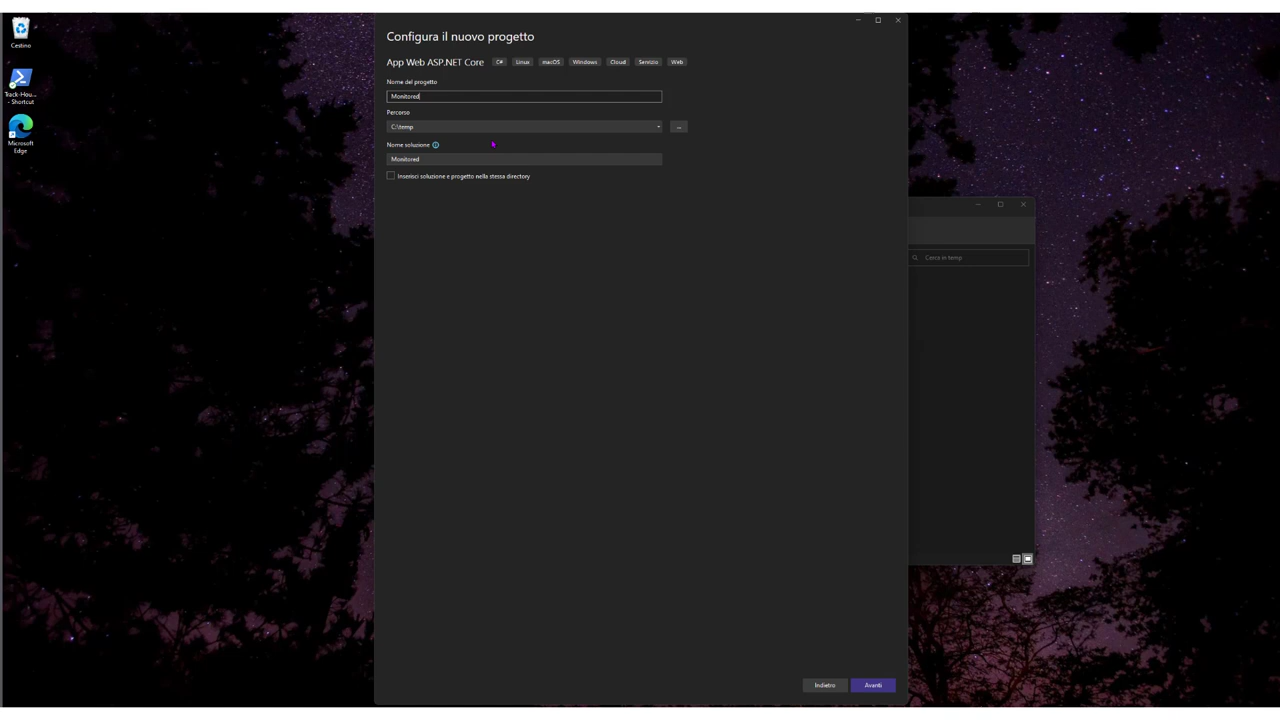 Cestino
Track-Hou...
- Shortcut
Microsoft
Edge
Configura il nuovo progetto
App Web ASP.NET Core C# Linux macOS Windows Cloud Servizio Web
Nome del progetto
Monitored
Percorso
C:\temp
...
Nome soluzione
Monitored
Inserisci soluzione e progetto nella stessa directory
Cerca in temp
Indietro
Avanti